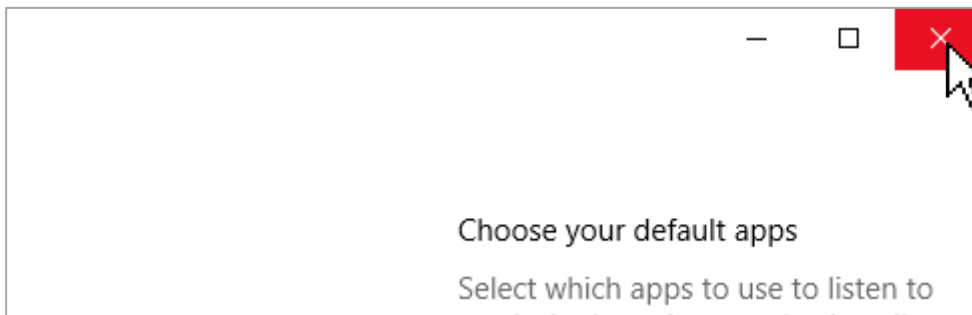 Choose your default apps
Select which apps to use to listen to